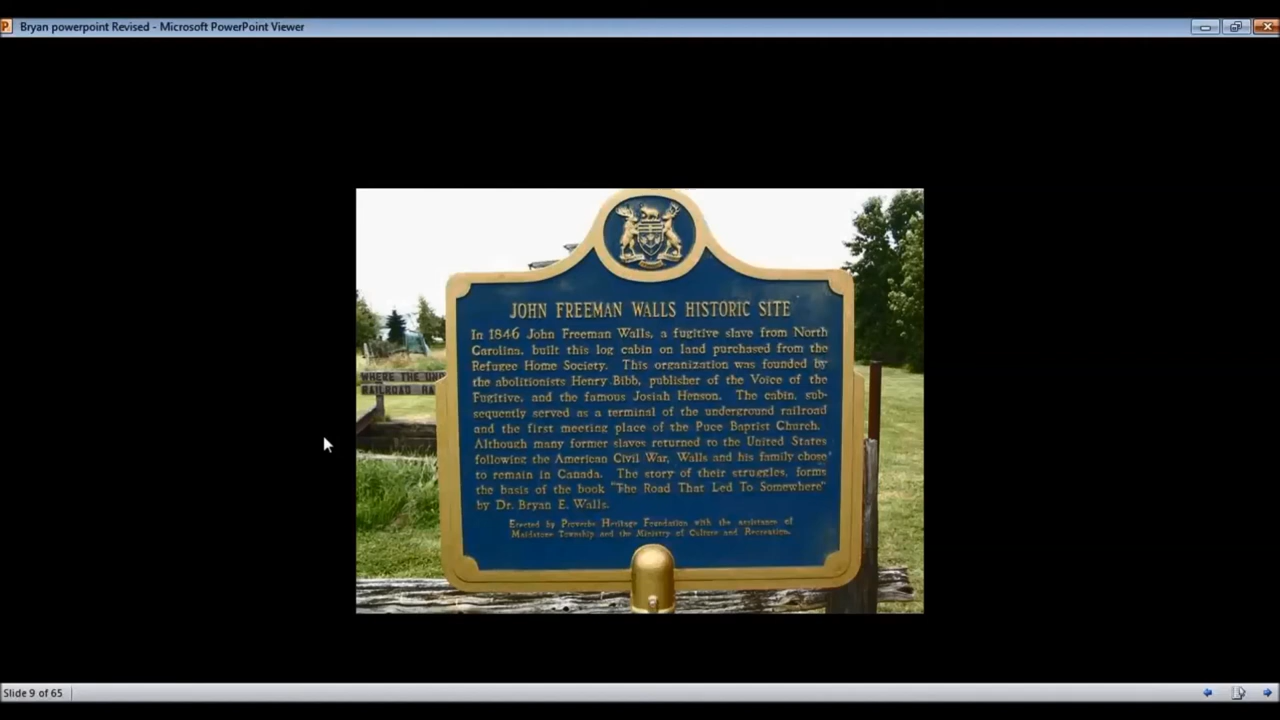 Bryan powerpoint Revised - Microsoft PowerPoint Viewer
JOHN FREEMAN WALLS HISTORIC SITE
In 1846 John Freeman Walls, a fugitive slave from North
Carolina, built this log cabin on land purchased from the
Refugee Home Society. This organization was founded by
the abolitionists Henry Bibb, publisher of the Voice of the
Fugitive, and the famous Josiah Henson. The cabin, sub-
sequently served as a terminal of the underground railroad
and the first meeting place of the Puce Baptist Church.
Although many former slaves returned to the United States
following the American Civil War, Walls and his family chose
to remain in Canada. The story of their struggles, forms
the basis of the book "The Road That Led To Somewhere"
by Dr. Bryan E. Walls.
Erected by Proverbs Heritage Foundation with the assistance of
Maidstone Township and the Ministry of Culture and Recreation.
WHERE THE UND
RAILROAD HA
Slide 9 of 65